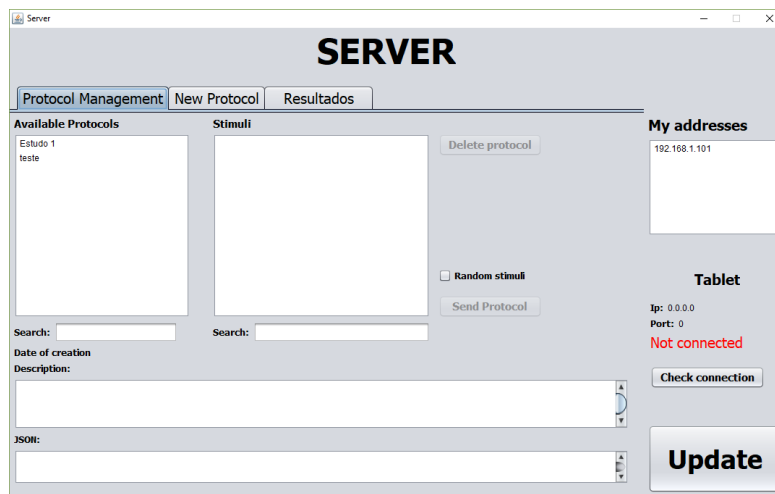 Server
SERVER
Protocol Management New Protocol Resultados
Available Protocols
Estudo 1
teste
Search:
Stimuli
Search:
Delete protocol
Random stimuli
Send Protocol
Date of creation
Description:
JSON:
My addresses
192.168.1.101
Tablet
Ip: 0.0.0.0
Port: 0
Not connected
Check connection
Update